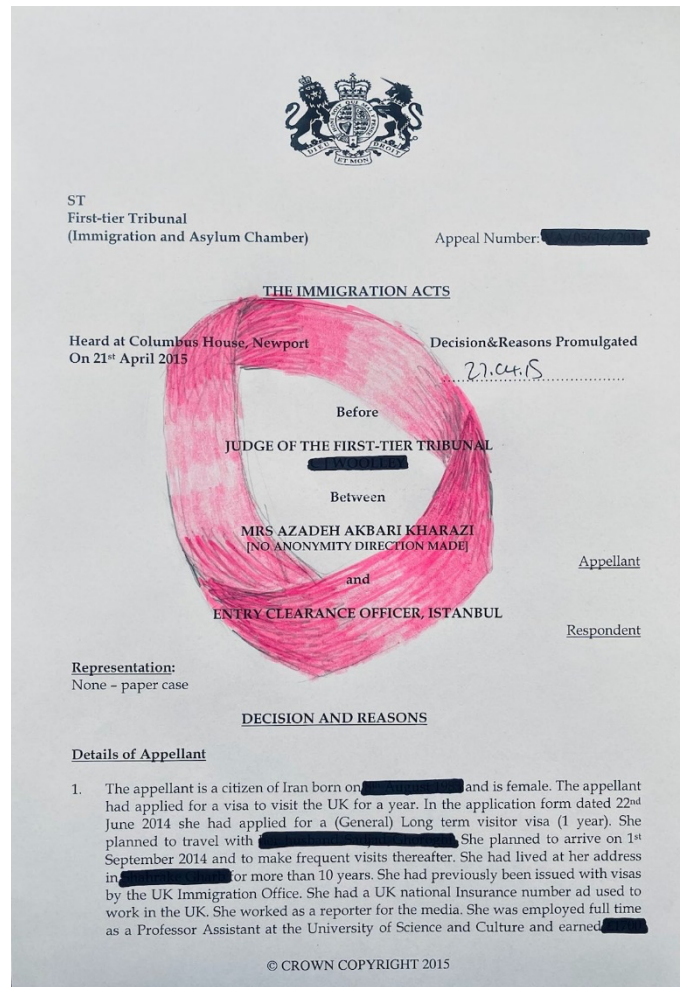 DIEU ET MON DROIT
ST
First-tier Tribunal
(Immigration and Asylum Chamber)
Appeal Number:
THE IMMIGRATION ACTS
Heard at Columbus House, Newport
On 21st April 2015
Decision&Reasons Promulgated
27.04.15
Before
JUDGE OF THE FIRST-TIER TRIBUNAL
Between
MRS AZADEH AKBARI KHARAZI
[NO ANONYMITY DIRECTION MADE]
Appellant
and
ENTRY CLEARANCE OFFICER, ISTANBUL
Respondent
Representation:
None – paper case
DECISION AND REASONS
Details of Appellant
1. The appellant is a citizen of Iran born on and is female. The appellant
had applied for a visa to visit the UK for a year. In the application form dated 22nd
June 2014 she had applied for a (General) Long term visitor visa (1 year). She
planned to travel with She planned to arrive on 1st
September 2014 and to make frequent visits thereafter. She had lived at her address
in for more than 10 years. She had previously been issued with visas
by the UK Immigration Office. She had a UK national Insurance number ad used to
work in the UK. She worked as a reporter for the media. She was employed full time
as a Professor Assistant at the University of Science and Culture and earned
© CROWN COPYRIGHT 2015